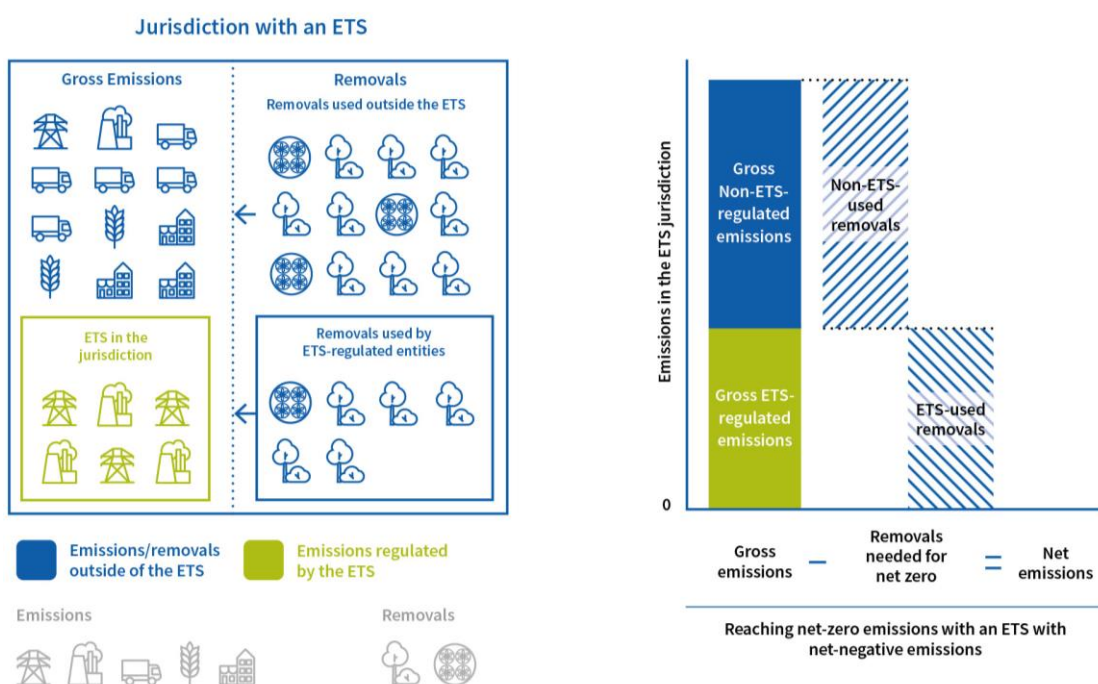 Jurisdiction with an ETS
Gross Emissions
Removals
Removals used outside the ETS
ETS in the
jurisdiction
Removals used by
ETS-regulated entities
Emissions/removals
outside of the ETS
Emissions regulated
by the ETS
Emissions
Removals
Emissions in the ETS jurisdiction
Gross
Non-ETS-
regulated
emissions
Non-ETS-
used
removals
Gross ETS-
regulated
emissions
ETS-used
removals
0
Gross
emissions
Removals
needed for
net zero
Net
emissions
Reaching net-zero emissions with an ETS with
net-negative emissions